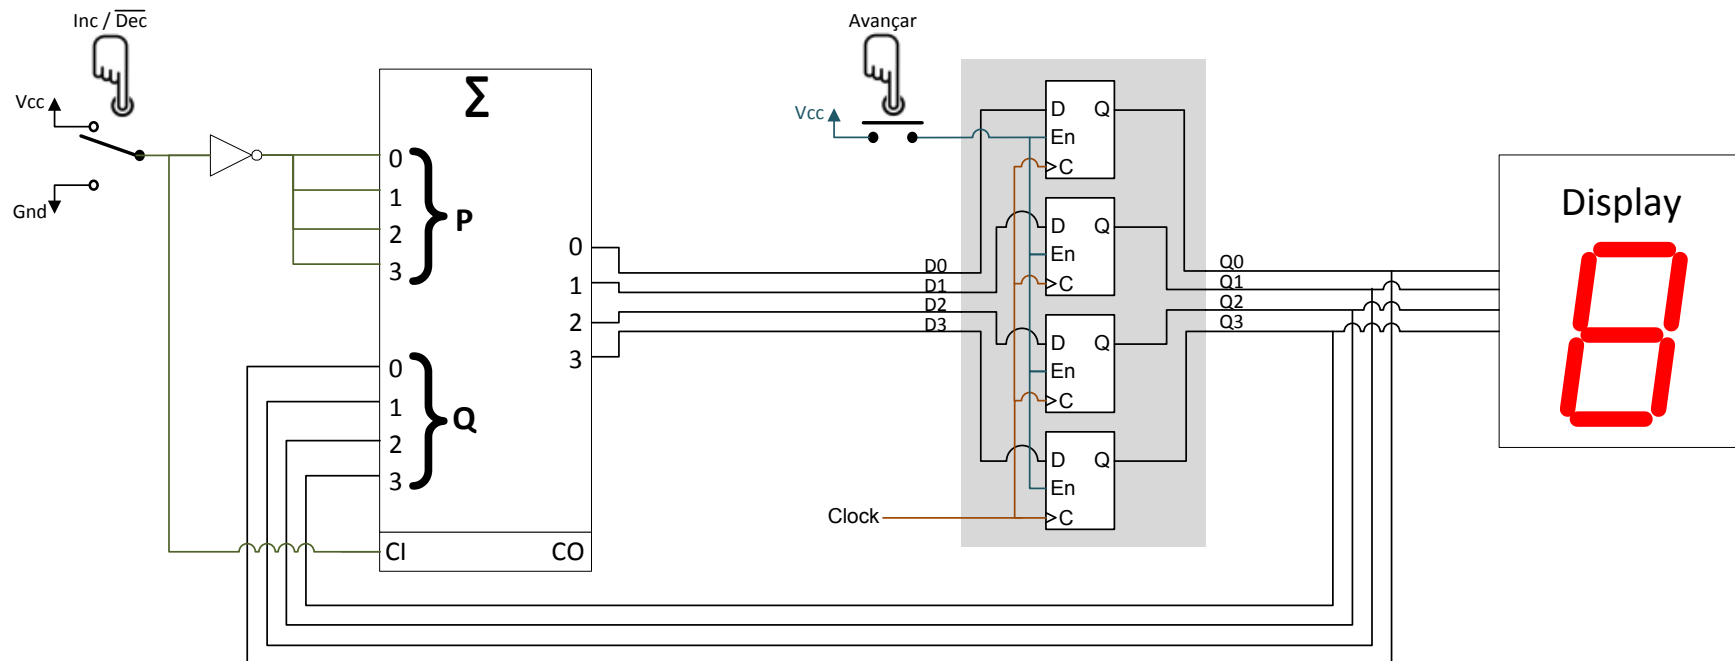 Inc / Dec
Avançar
Vcc
Gnd
Σ
0
1
2
3
P
0
1
2
3
Q
0
1
2
3
CI
CO
Vcc
D0
D1
D2
D3
D Q
En
C
D Q
En
C
D Q
En
C
D Q
En
C
Clock
Q0
Q1
Q2
Q3
Display
8